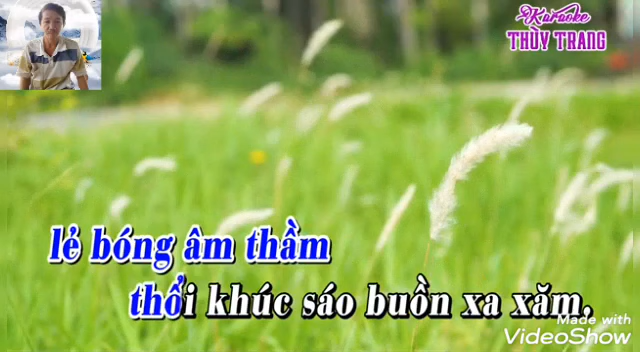 Karaoke
THÙY TRANG
lẻ bóng âm thầm
thổi khúc sáo buồn xa xăm.
Made with
VideoShow